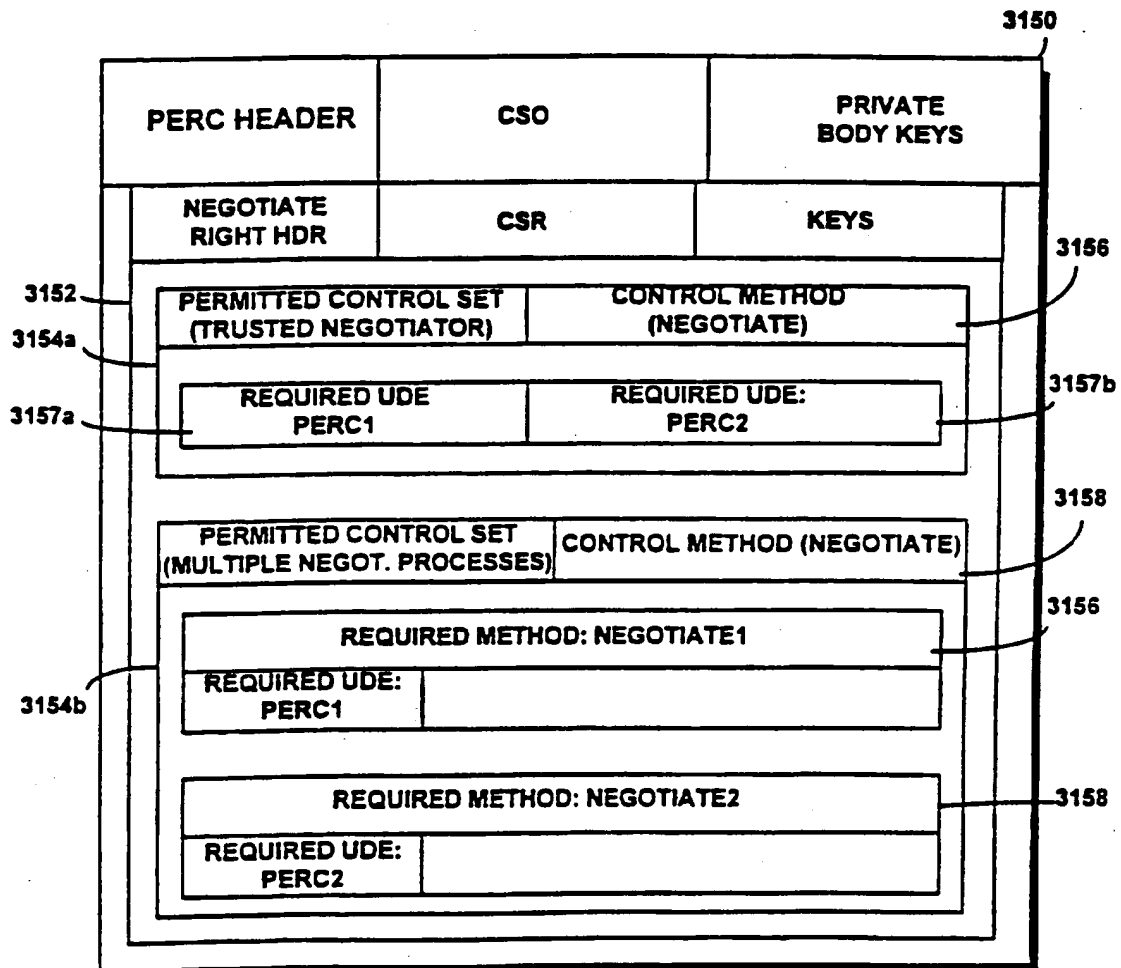 3150
PERC HEADER
CSO
PRIVATE
BODY KEYS
NEGOTIATE
RIGHT HDR
CSR
KEYS
3156
3152
PERMITTED CONTROL SET
(TRUSTED NEGOTIATOR)
CONTROL METHOD
(NEGOTIATE)
3154a
3157a
REQUIRED UDE
PERC1
REQUIRED UDE:
PERC2
3157b
3158
PERMITTED CONTROL SET
(MULTIPLE NEGOT. PROCESSES)
CONTROL METHOD (NEGOTIATE)
3156
REQUIRED METHOD: NEGOTIATE1
REQUIRED UDE:
PERC1
3154b
REQUIRED METHOD: NEGOTIATE2
3158
REQUIRED UDE:
PERC2